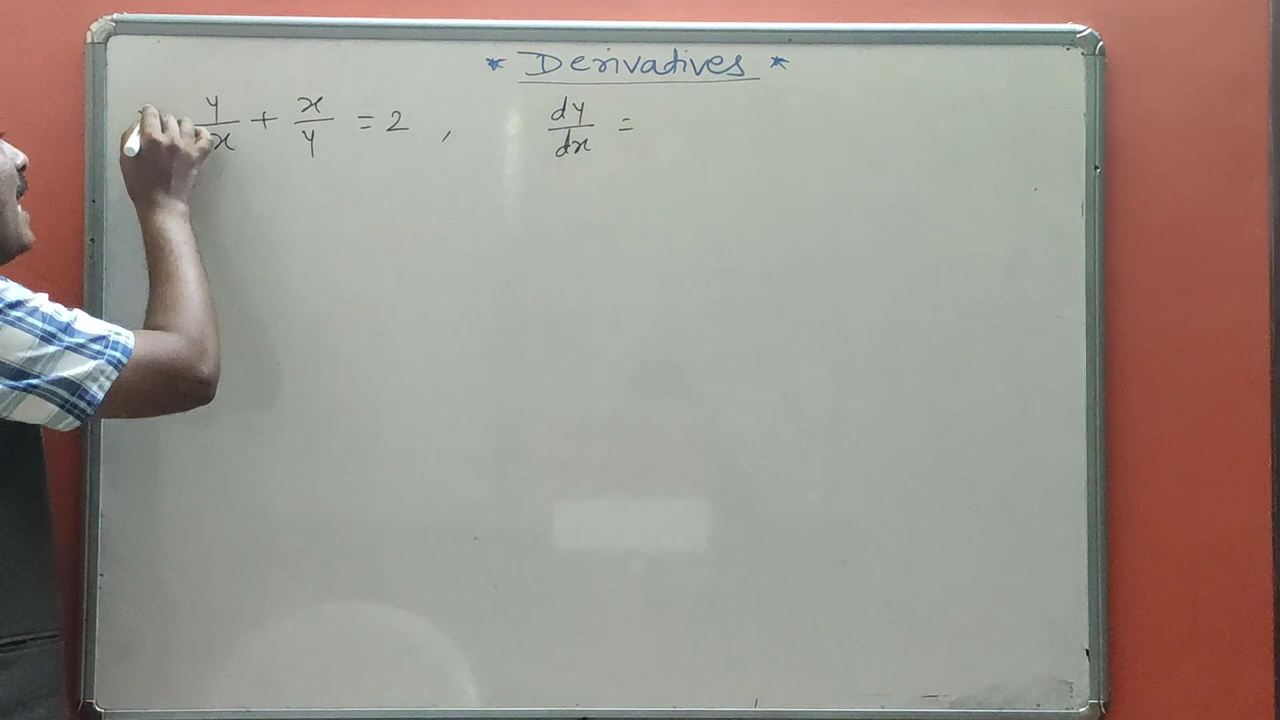 * Derivatives *
y/x + x/y = 2 , dy/dx =